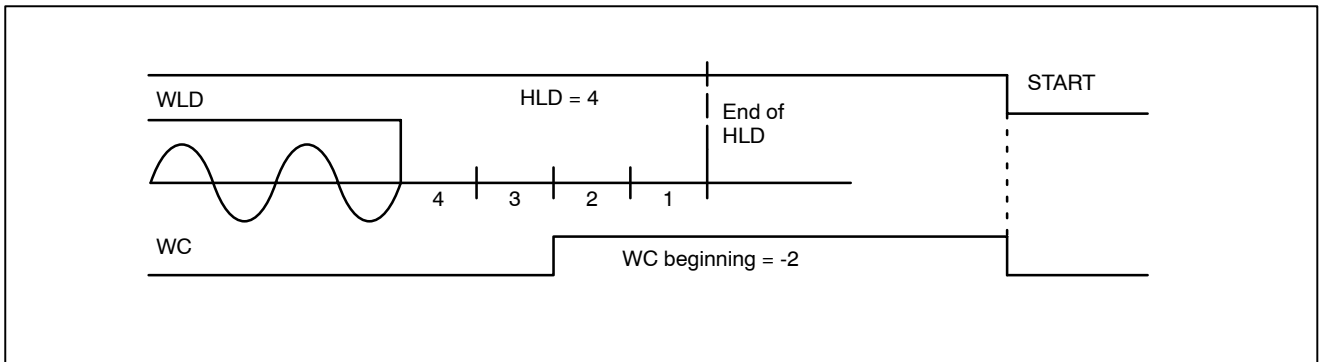 START
WLD
HLD = 4
End of
HLD
4 3 2 1
WC
WC beginning = -2